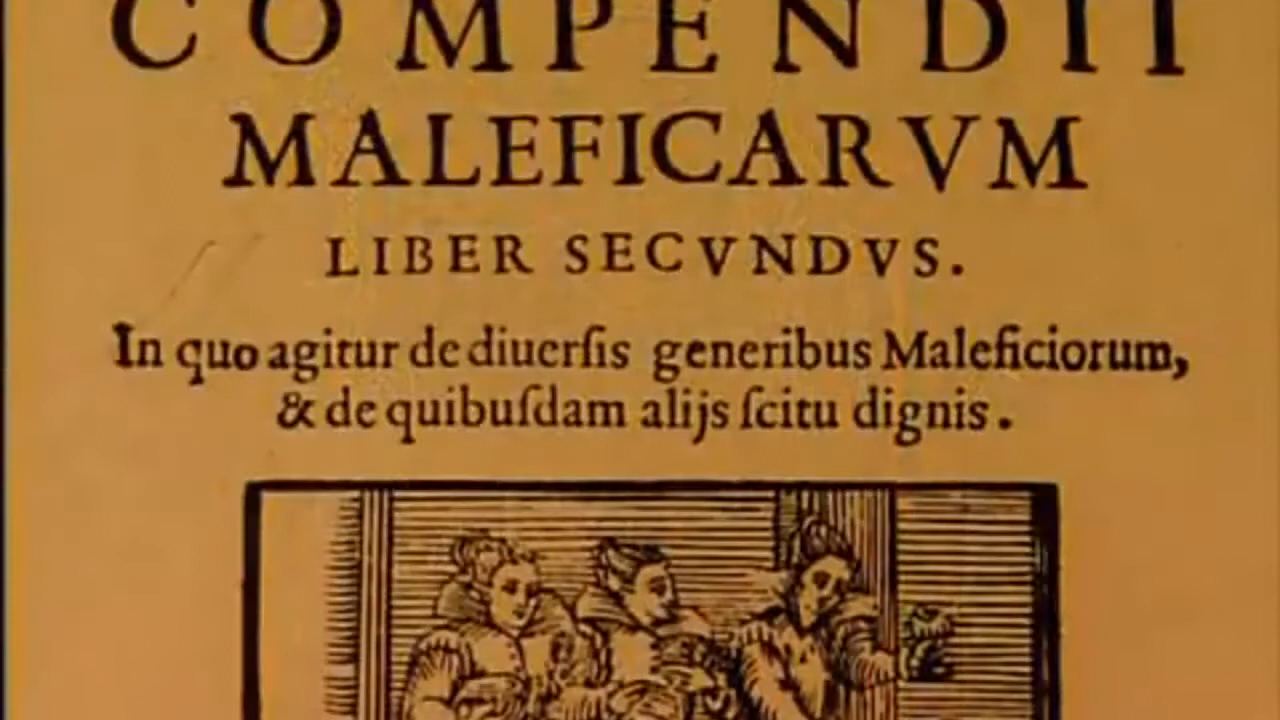 COMPENDII
MALEFICARVM
LIBER SECVNDVS.
In quo agitur de diuerſis generibus Maleficiorum,
& de quibuſdam alijs ſcitu dignis.